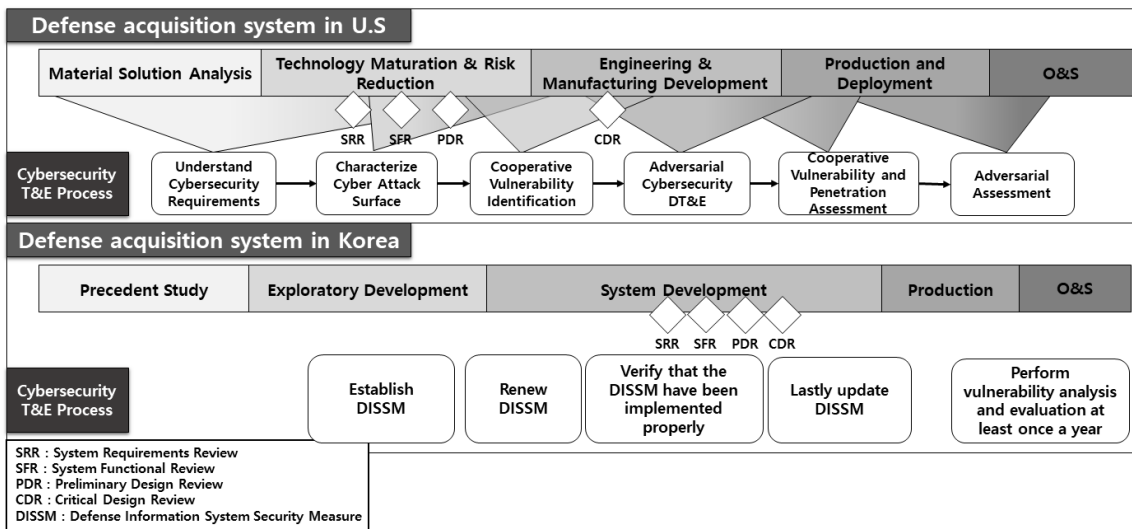 Defense acquisition system in U.S
Material Solution Analysis
Technology Maturation & Risk
Reduction
Engineering &
Manufacturing Development
Production and
Deployment
O&S
SRR
SFR
PDR
CDR
Cybersecurity
T&E Process
Understand
Cybersecurity
Requirements
Characterize
Cyber Attack
Surface
Cooperative
Vulnerability
Identification
Adversarial
Cybersecurity
DT&E
Cooperative
Vulnerability and
Penetration
Assessment
Adversarial
Assessment
Defense acquisition system in Korea
Precedent Study
Exploratory Development
System Development
Production
O&S
SRR
SFR
PDR
CDR
Cybersecurity
T&E Process
Establish
DISSM
Renew
DISSM
Verify that the
DISSM have been
implemented
properly
Lastly update
DISSM
Perform
vulnerability analysis
and evaluation at
least once a year
SRR : System Requirements Review
SFR : System Functional Review
PDR : Preliminary Design Review
CDR : Critical Design Review
DISSM : Defense Information System Security Measure